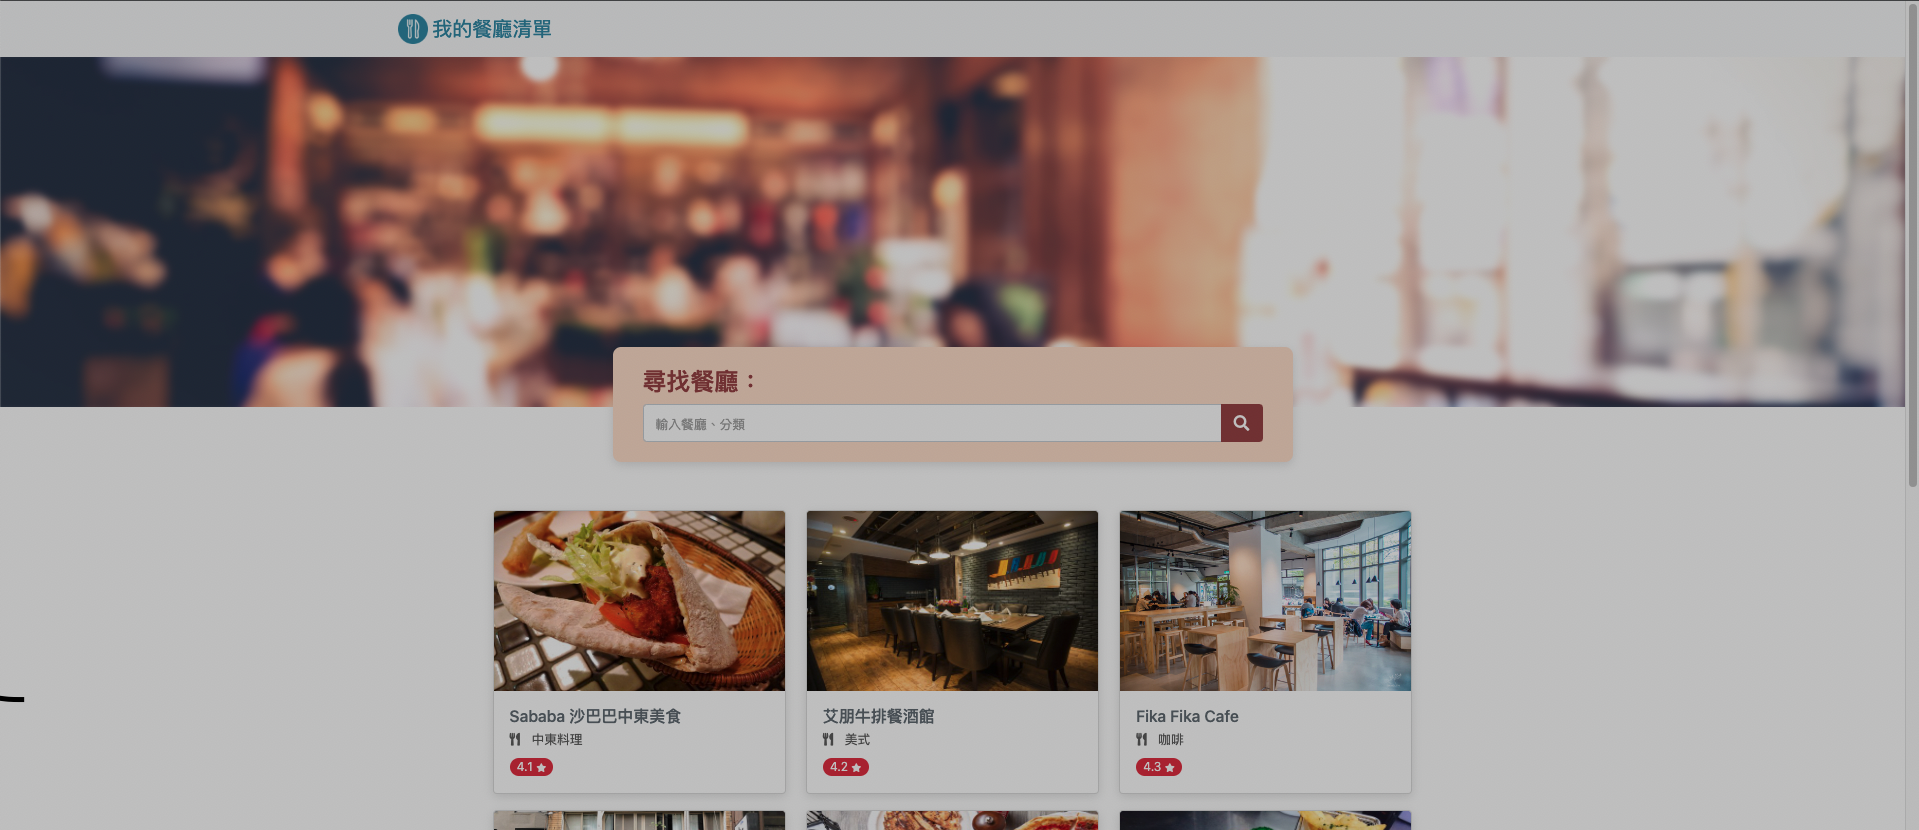 我的餐廳清單
尋找餐廳：
輸入餐廳、分類
Sababa 沙巴巴中東美食
中東料理
4.1
艾朋牛排餐酒館
美式
4.2
Fika Fika Cafe
咖啡
4.3